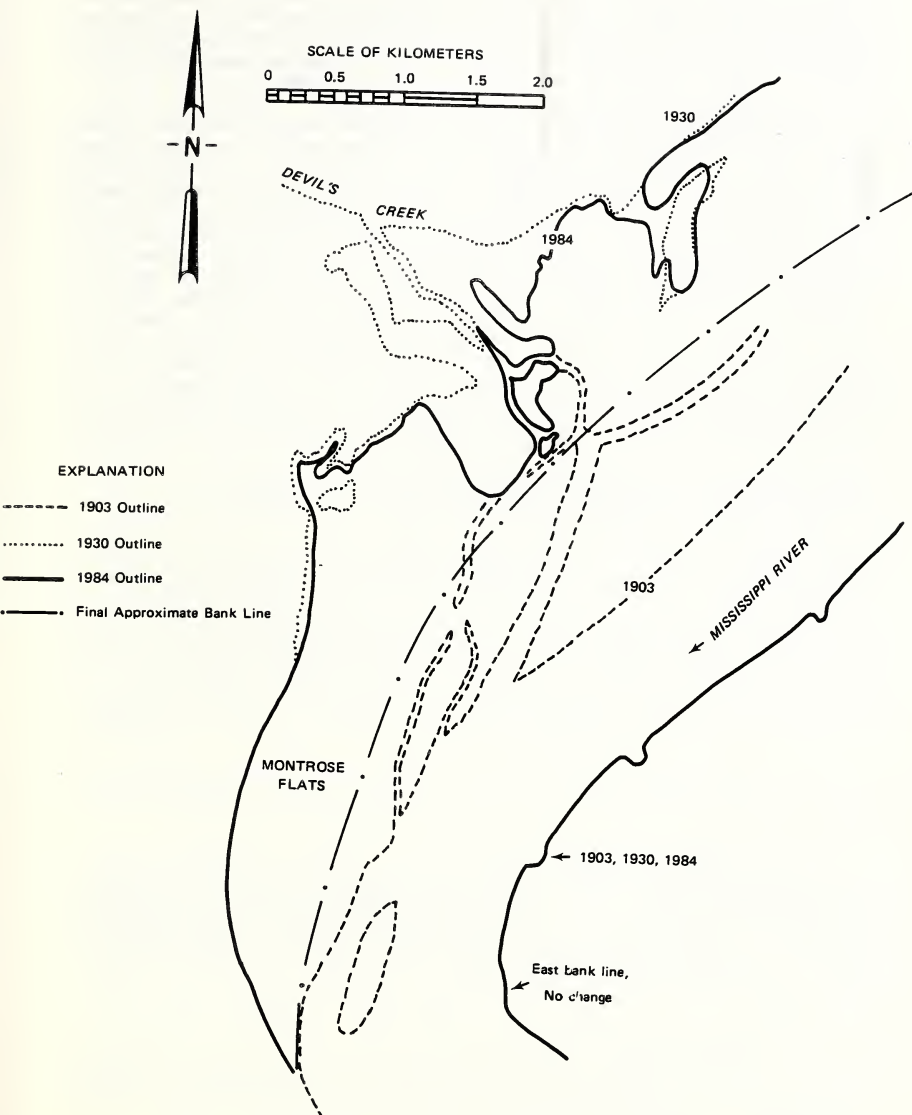 SCALE OF KILOMETERS
0 0.5 1.0 1.5 2.0
1930
N
DEVIL'S
CREEK
1984
EXPLANATION
1903 Outline
1930 Outline
1984 Outline
Final Approximate Bank Line
1903
MISSISSIPPI RIVER
MONTROSE
FLATS
1903, 1930, 1984
East bank line,
No change